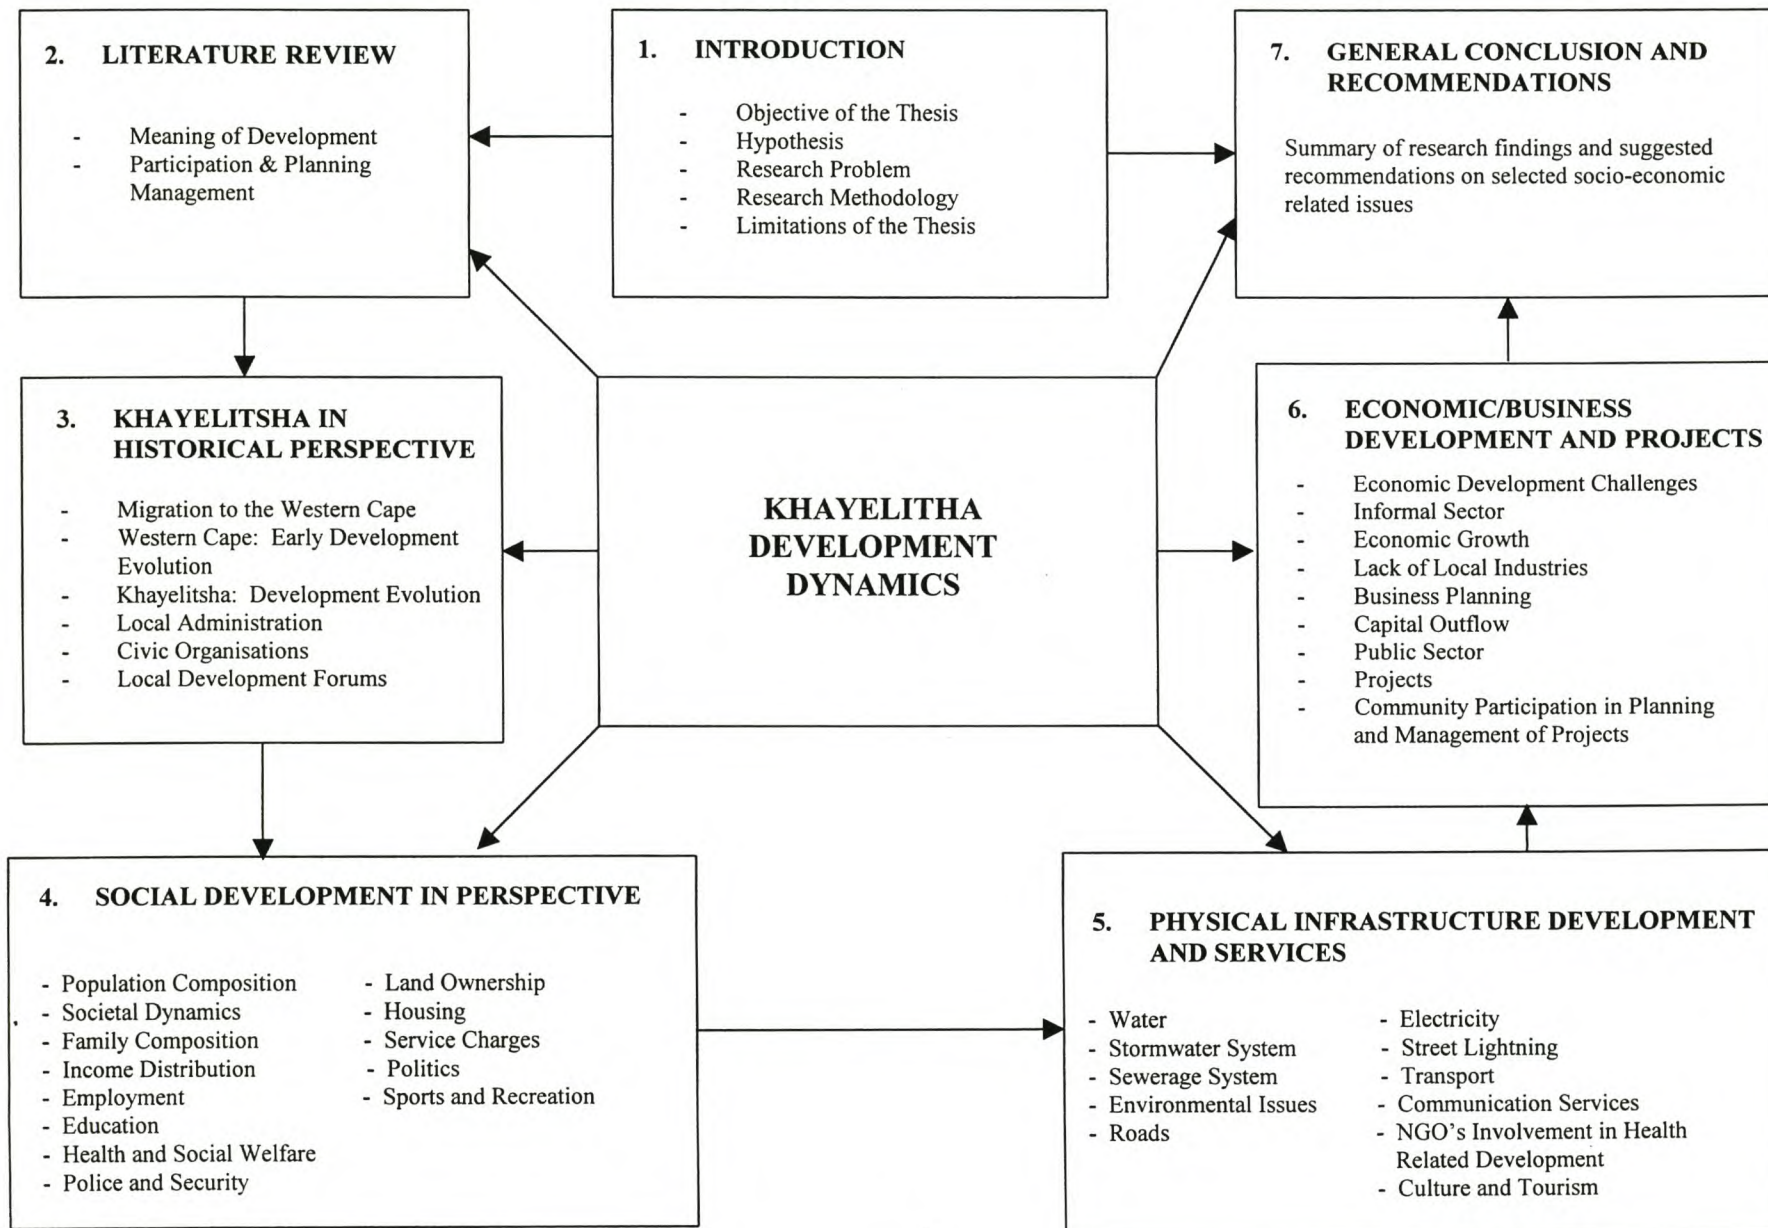 2. LITERATURE REVIEW
- Meaning of Development
- Participation & Planning
Management
1. INTRODUCTION
- Objective of the Thesis
- Hypothesis
- Research Problem
- Research Methodology
- Limitations of the Thesis
7. GENERAL CONCLUSION AND
RECOMMENDATIONS
Summary of research findings and suggested
recommendations on selected socio-economic
related issues
3. KHAYELITSHA IN
HISTORICAL PERSPECTIVE
- Migration to the Western Cape
- Western Cape: Early Development
Evolution
- Khayelitsha: Development Evolution
- Local Administration
- Civic Organisations
- Local Development Forums
KHAYELITHA
DEVELOPMENT
DYNAMICS
6. ECONOMIC/BUSINESS
DEVELOPMENT AND PROJECTS
- Economic Development Challenges
- Informal Sector
- Economic Growth
- Lack of Local Industries
- Business Planning
- Capital Outflow
- Public Sector
- Projects
- Community Participation in Planning
and Management of Projects
4. SOCIAL DEVELOPMENT IN PERSPECTIVE
- Population Composition
- Societal Dynamics
- Family Composition
- Income Distribution
- Employment
- Education
- Health and Social Welfare
- Police and Security
- Land Ownership
- Housing
- Service Charges
- Politics
- Sports and Recreation
5. PHYSICAL INFRASTRUCTURE DEVELOPMENT
AND SERVICES
- Water
- Stormwater System
- Sewerage System
- Environmental Issues
- Roads
- Electricity
- Street Lightning
- Transport
- Communication Services
- NGO's Involvement in Health
Related Development
- Culture and Tourism